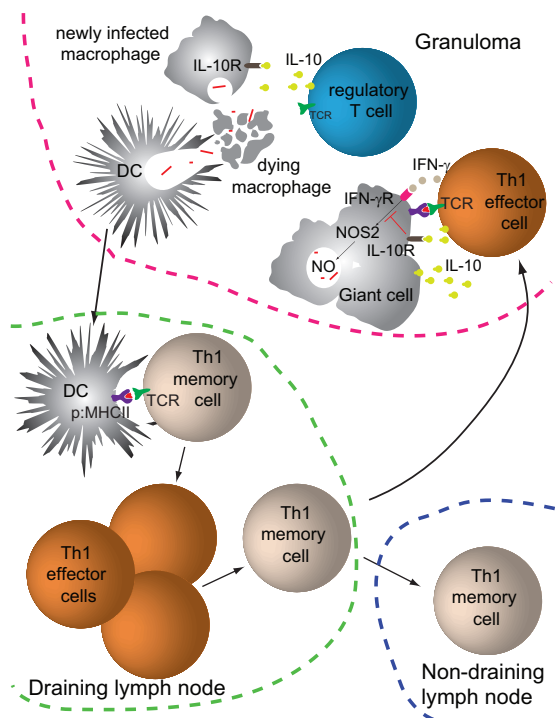 newly infected
macrophage
Granuloma
IL-10R
IL-10
regulatory
T cell
TCR
DC
dying
macrophage
IFN-γ
IFN-γR
TCR
Th1
effector
cell
NOS2
IL-10R
NO
IL-10
Giant cell
DC
p:MHCII
TCR
Th1
memory
cell
Th1
effector
cells
Th1
memory
cell
Th1
memory
cell
Draining lymph node
Non-draining
lymph node